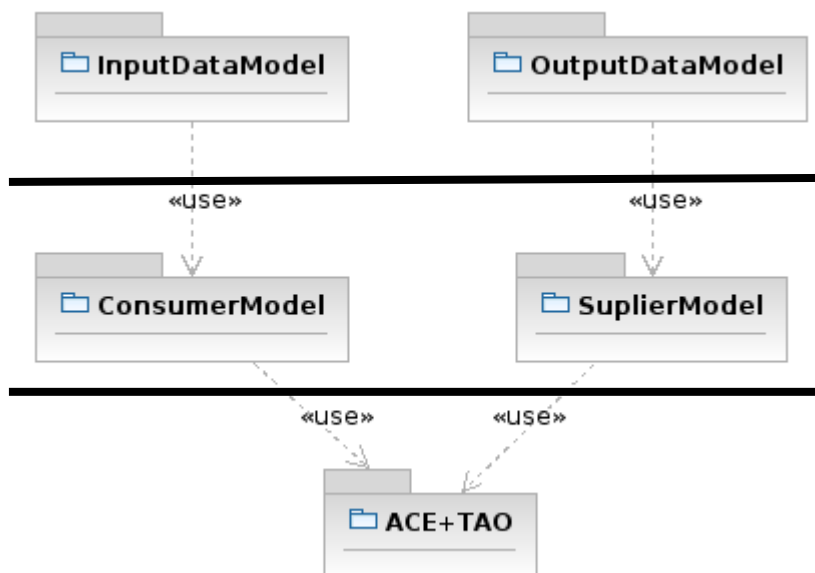 InputDataModel
OutputDataModel
«use»
«use»
ConsumerModel
SuplierModel
«use»
«use»
ACE+TAO